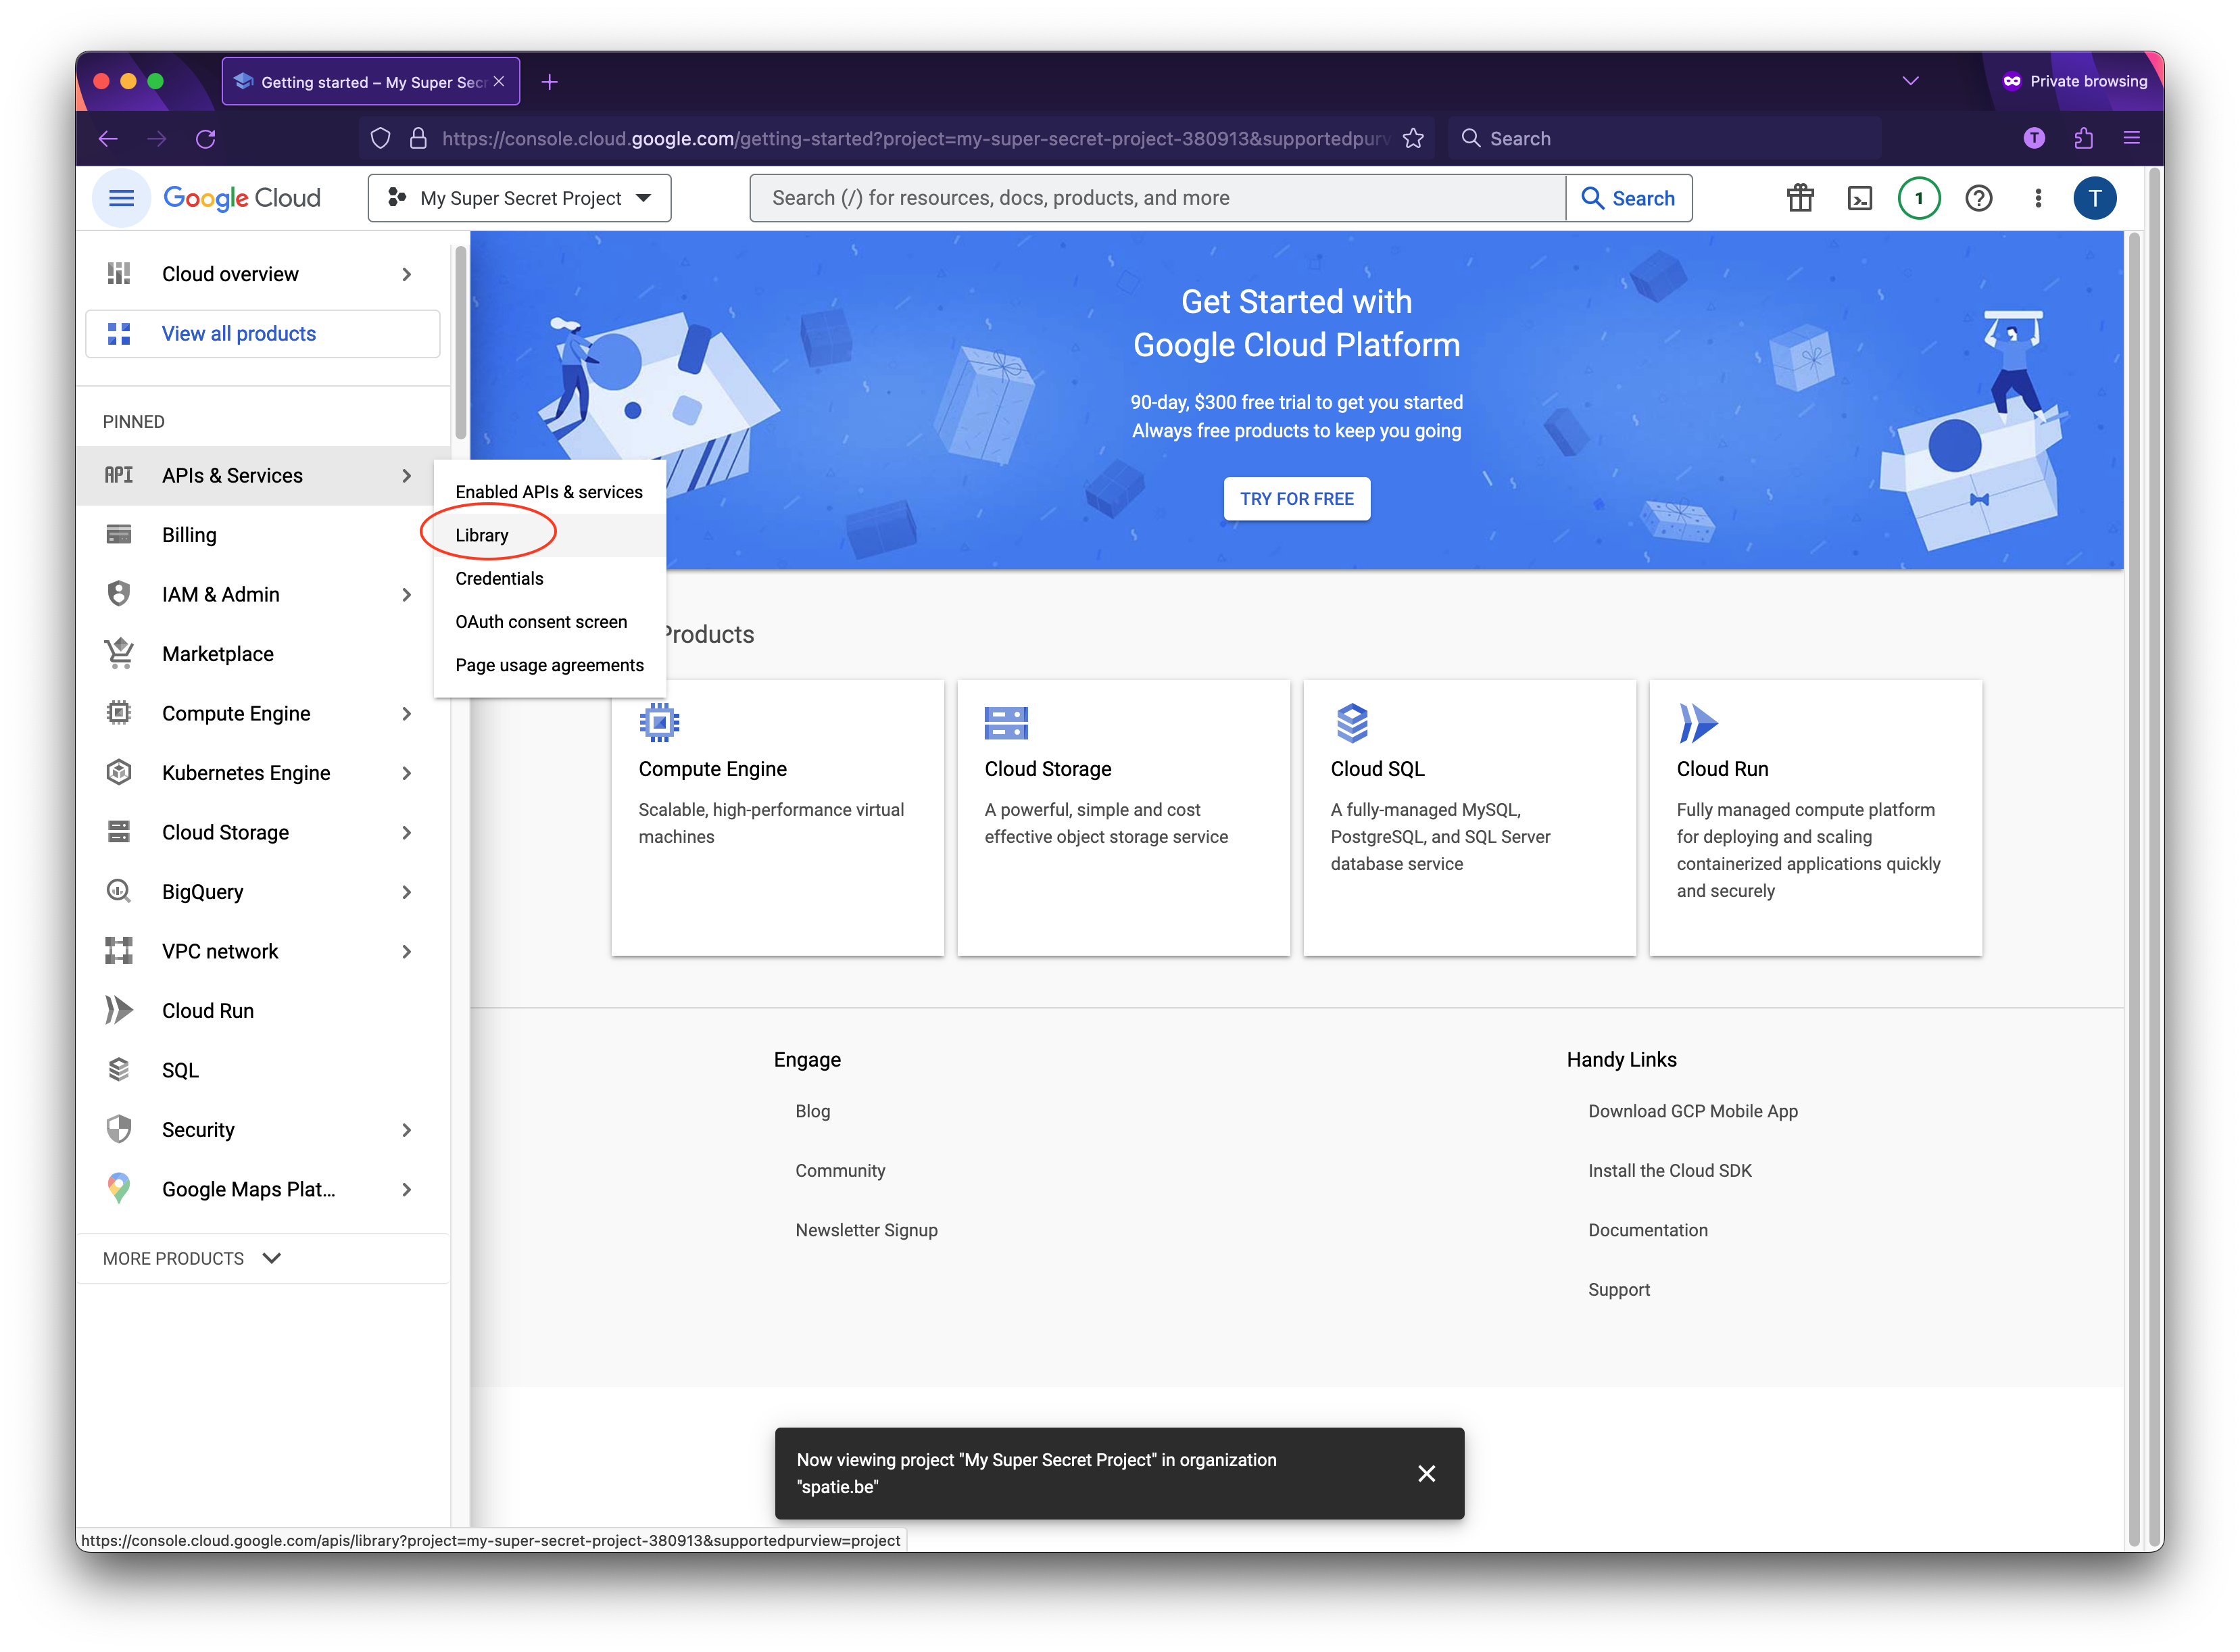 Getting started – My Super Secr
Private browsing
https://console.cloud.google.com/getting-started?project=my-super-secret-project-380913&supportedpurv
Search
Google Cloud
My Super Secret Project
Search (/) for resources, docs, products, and more
Search
1
T
T
Cloud overview
View all products
PINNED
API
APIs & Services
Billing
IAM & Admin
Marketplace
Compute Engine
Kubernetes Engine
Cloud Storage
BigQuery
VPC network
Cloud Run
SQL
Security
Google Maps Plat...
MORE PRODUCTS
Enabled APIs & services
Library
Credentials
OAuth consent screen
Page usage agreements
Get Started with
Google Cloud Platform
90-day, $300 free trial to get you started
Always free products to keep you going
TRY FOR FREE
Products
Compute Engine
Scalable, high-performance virtual
machines
Cloud Storage
A powerful, simple and cost
effective object storage service
Cloud SQL
A fully-managed MySQL,
PostgreSQL, and SQL Server
database service
Cloud Run
Fully managed compute platform
for deploying and scaling
containerized applications quickly
and securely
Engage
Blog
Community
Newsletter Signup
Handy Links
Download GCP Mobile App
Install the Cloud SDK
Documentation
Support
Now viewing project "My Super Secret Project" in organization
"spatie.be"
https://console.cloud.google.com/apis/library?project=my-super-secret-project-380913&supportedpurview=project